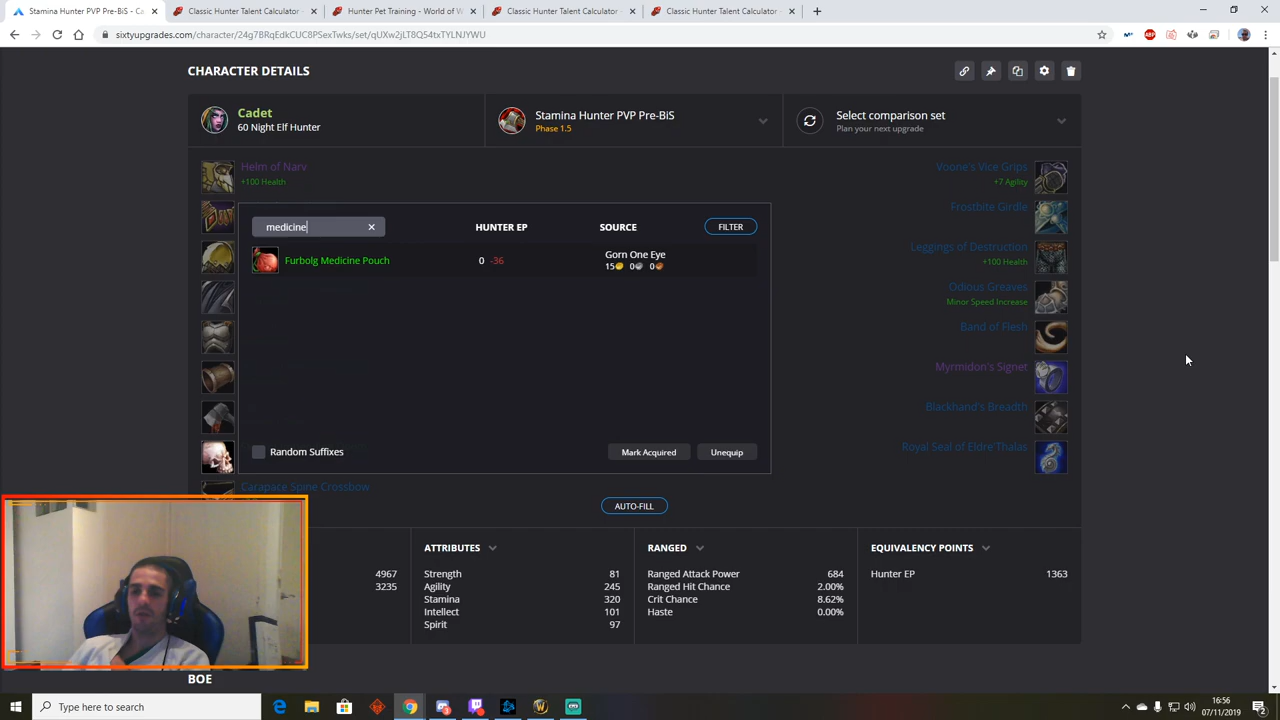 Stamina Hunter PVP Pre-BiS - Ca
Classic Hunter Talent Calculator -
Hunter Pet Training - World of W
Classic Hunter Talent Calculator -
Classic Hunter Talent Calculator -
sixtyupgrades.com/character/24g7BRqEdkCUC8PSexTwks/set/qUXw2jLT8Q54txTYLNJYWU
CHARACTER DETAILS
Cadet
60 Night Elf Hunter
Stamina Hunter PVP Pre-BiS
Phase 1.5
Select comparison set
Plan your next upgrade
Helm of Narv
+100 Health
Voone's Vice Grips
+7 Agility
Frosthite Girdle
Leggings of Destruction
+100 Health
Odious Greaves
Minor Speed Increase
Band of Flesh
Myrmidon's Signet
Blackhand's Breadth
Royal Seal of Eldre'Thalas
medicine
HUNTER EP
SOURCE
FILTER
Furbolg Medicine Pouch
0 -36
Gorn One Eye
15 0 0
Random Suffixes
Mark Acquired
Unequip
Carapace Spine Crossbow
AUTO-FILL
4967
3235
ATTRIBUTES
Strength 81
Agility 245
Stamina 320
Intellect 101
Spirit 97
RANGED
Ranged Attack Power 684
Ranged Hit Chance 2.00%
Crit Chance 8.62%
Haste 0.00%
EQUIVALENCY POINTS
Hunter EP 1363
BOE
Type here to search
16:56
07/11/2019
2